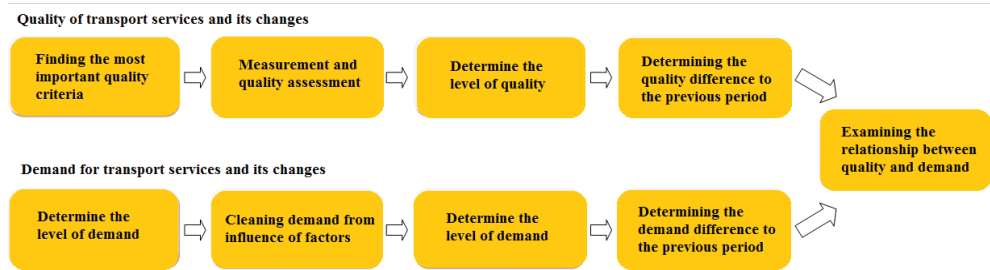 Quality of transport services and its changes
Finding the most
important quality
criteria
Measurement and
quality assessment
Determine the
level of quality
Determining the
quality difference to
the previous period
Examining the
relationship between
quality and demand
Demand for transport services and its changes
Determine the
level of demand
Cleaning demand from
influence of factors
Determine the
level of demand
Determining the
demand difference to
the previous period